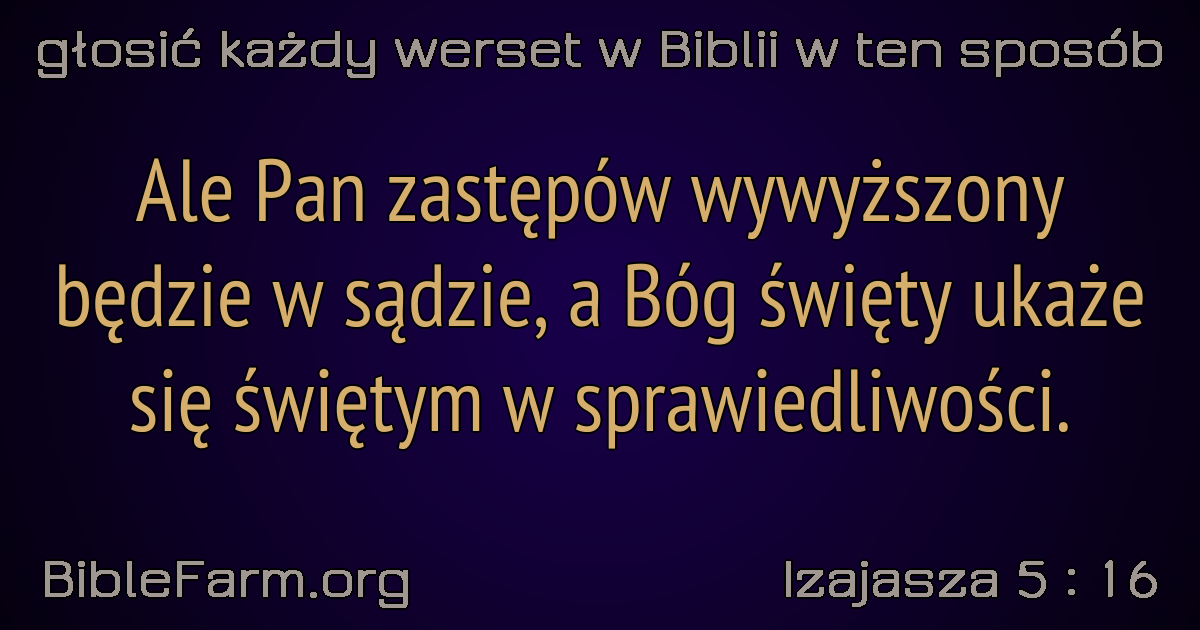 głosić każdy werset w Biblii w ten sposób
Ale Pan zastępów wywyższony
będzie w sądzie, a Bóg święty ukaże
się świętym w sprawiedliwości.
BibleFarm.org
Izajasza 5 : 16